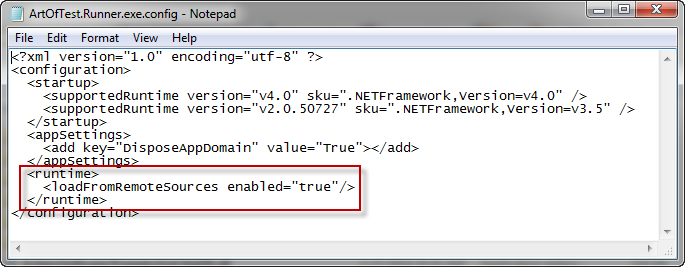 ArtOfTest.Runner.exe.config - Notepad
File Edit Format View Help
<?xml version="1.0" encoding="utf-8" ?>
<configuration>
  <startup>
    <supportedRuntime version="v4.0" sku=".NETFramework,Version=v4.0" />
    <supportedRuntime version="v2.0.50727" sku=".NETFramework,Version=v3.5" />
  </startup>
  <appSettings>
    <add key="DisposeAppDomain" value="True"></add>
  </appSettings>
  <runtime>
    <loadFromRemoteSources enabled="true"/>
  </runtime>
</configuration>